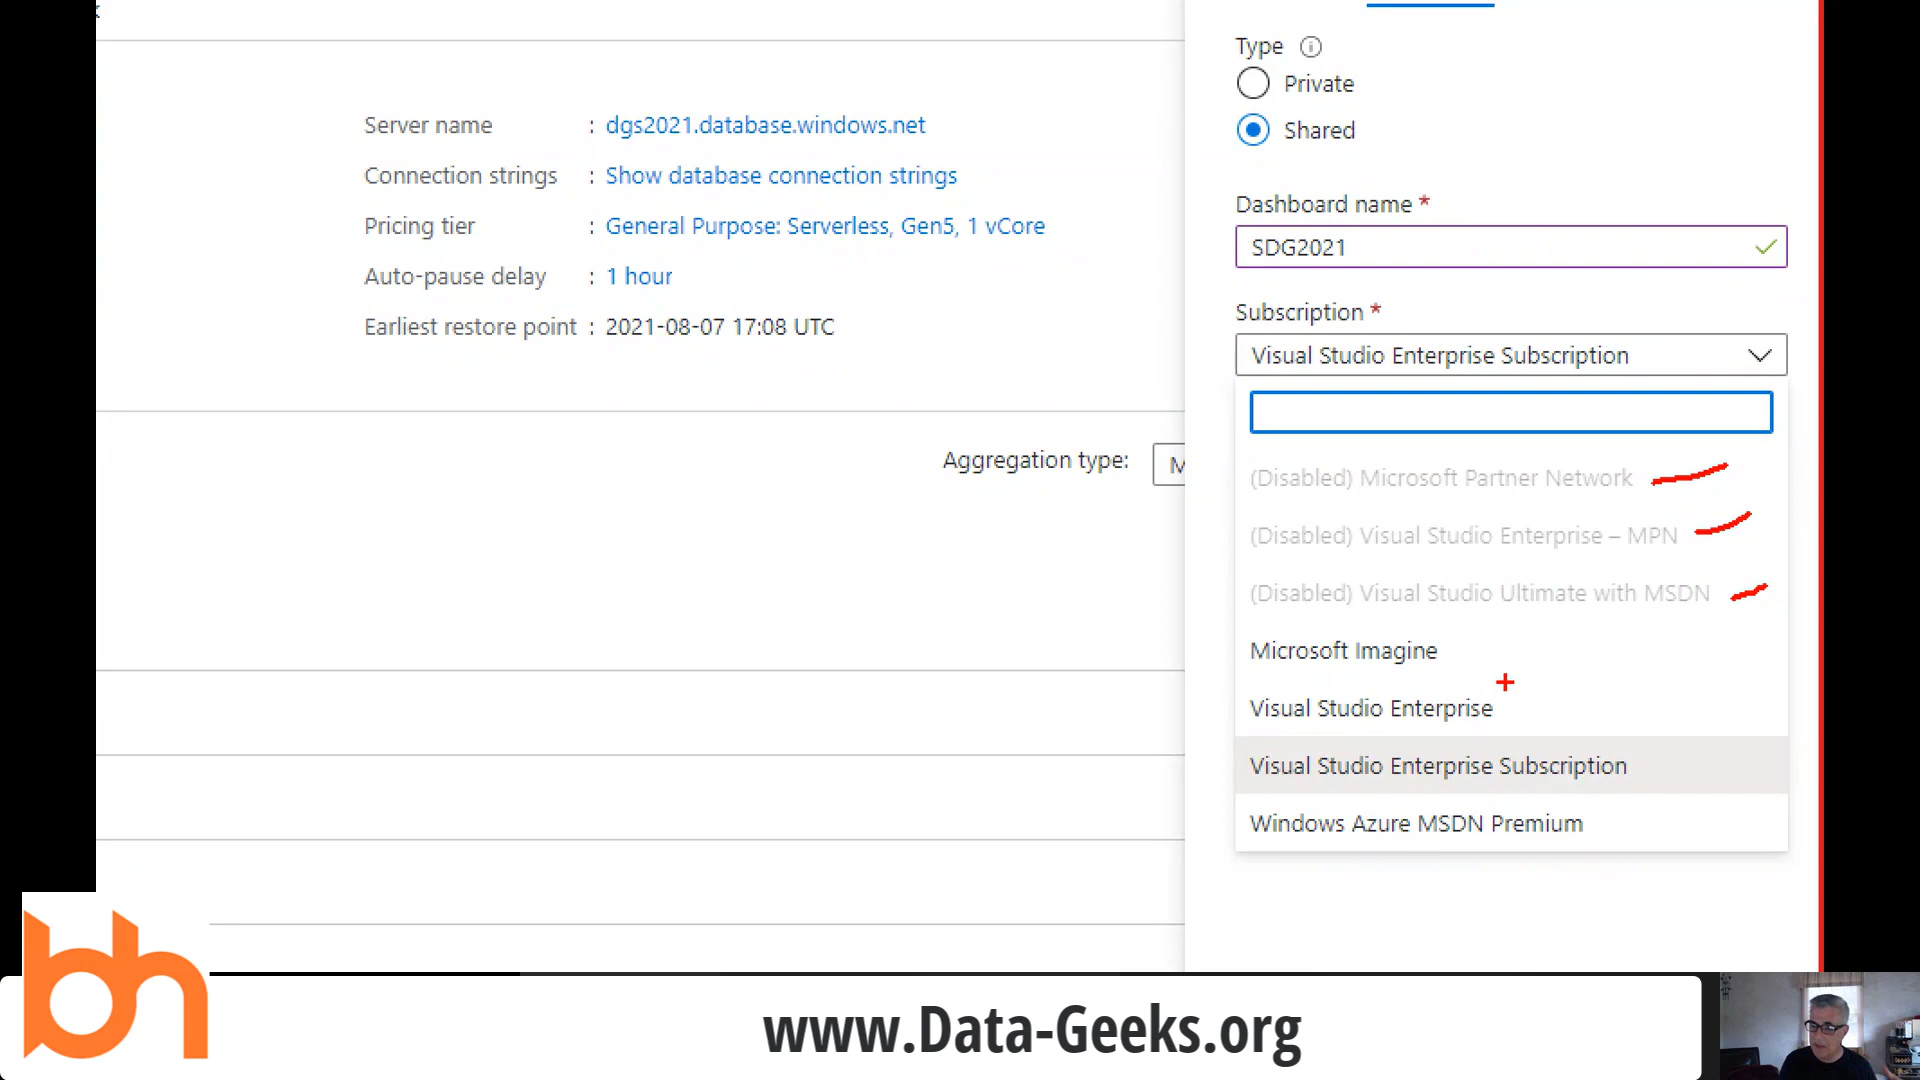 Server name : dgs2021.database.windows.net
Connection strings : Show database connection strings
Pricing tier : General Purpose: Serverless, Gen5, 1 vCore
Auto-pause delay : 1 hour
Earliest restore point : 2021-08-07 17:08 UTC
Aggregation type: M
Type
Private
Shared
Dashboard name *
SDG2021
Subscription *
Visual Studio Enterprise Subscription
(Disabled) Microsoft Partner Network
(Disabled) Visual Studio Enterprise – MPN
(Disabled) Visual Studio Ultimate with MSDN
Microsoft Imagine
Visual Studio Enterprise
Visual Studio Enterprise Subscription
Windows Azure MSDN Premium
bh
www.Data-Geeks.org